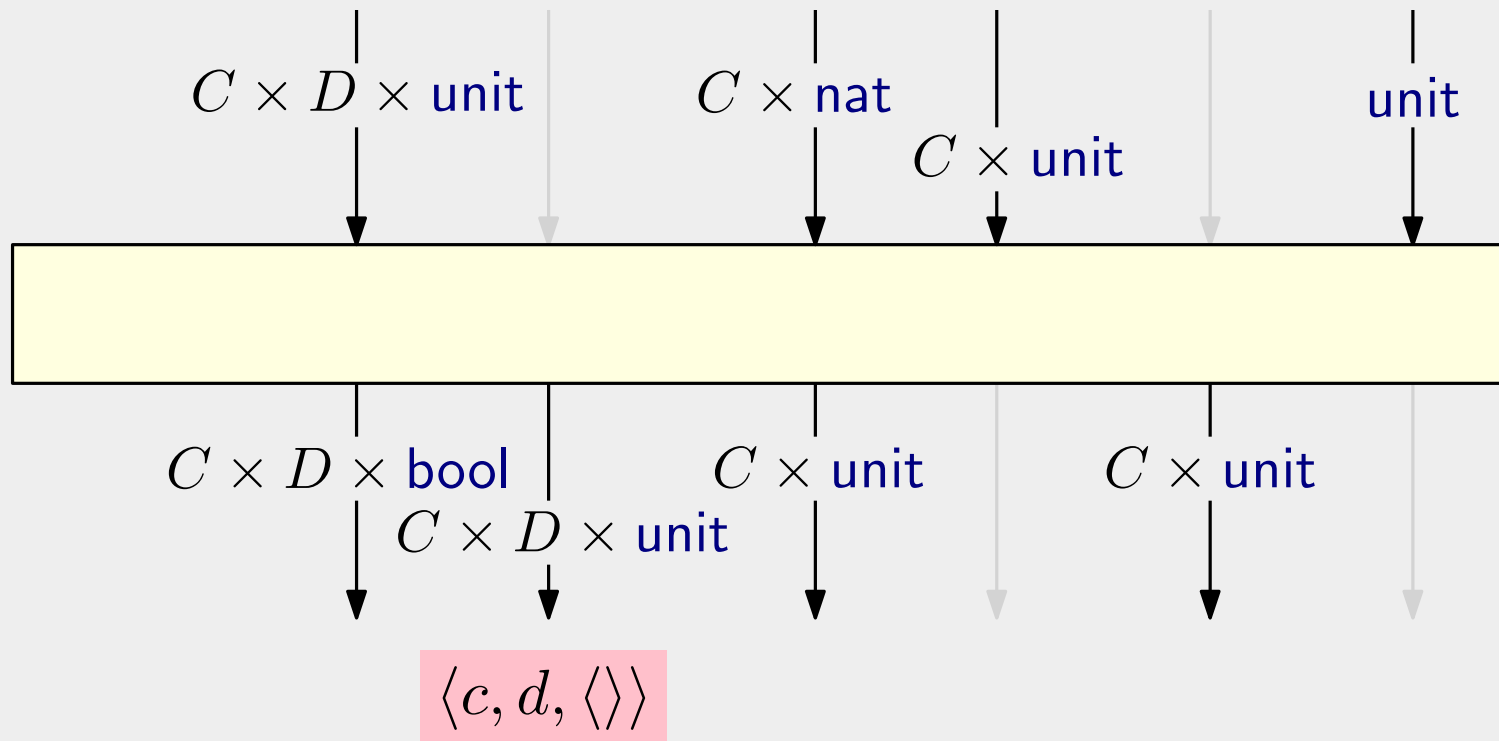 C × D × unit
C × nat
unit
C × unit
C × D × bool
C × unit
C × unit
C × D × unit
⟨c, d, ⟨⟩⟩